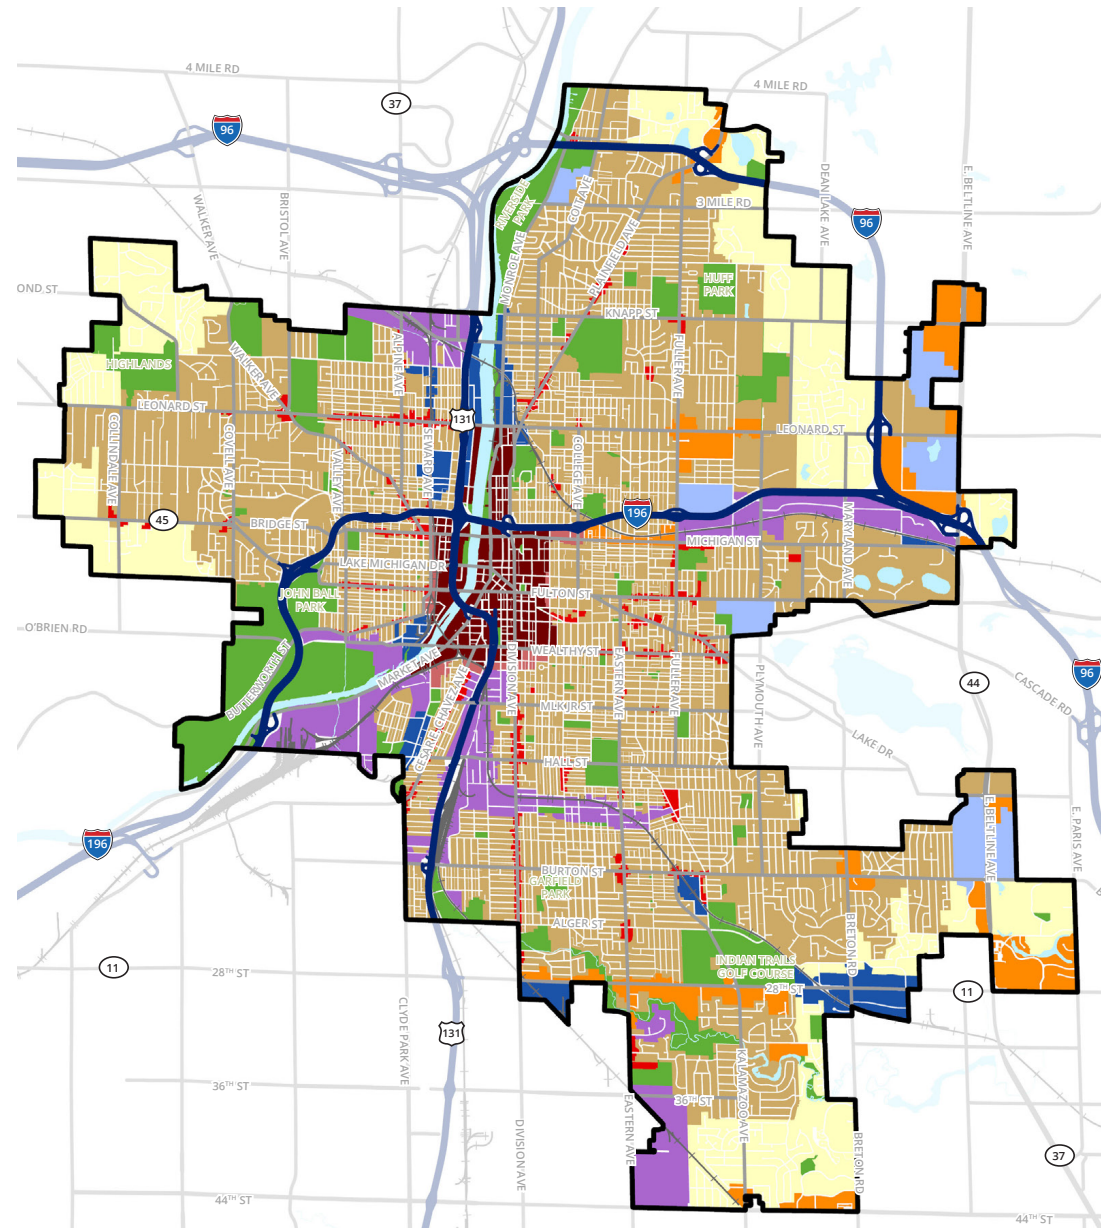 4 MILE RD
37
96
4 MILE RD
WALKER AVE
BRISTOL AVE
RIVERSIDE
PARK
COIT AVE
3 MILE RD
DEAN LAKE AVE
E. BELTLINE AVE
96
MONROE AVE
PLAINFIELD AVE
HUFF
PARK
OND ST
KNAPP ST
ALPINE AVE
FULLER AVE
HIGHLANDS
WALKER AVE
LEONARD ST
131
LEONARD ST
COLLINDALE AVE
COVELL AVE
VALLEY AVE
SEWARD AVE
COLLEGE AVE
45
BRIDGE ST
196
MICHIGAN ST
MARYLAND AVE
LAKE MICHIGAN DR
JOHN BALL
PARK
FULTON ST
O'BRIEN RD
BUTTERWORTH ST
MARKET AVE
WEALTHY ST
DIVISION AVE
EASTERN AVE
FULLER AVE
PLYMOUTH AVE
44
CASCADE RD
96
CESAR E. CHAVEZ AVE
MLK JR ST
LAKE DR
HALL ST
196
E. BELTLINE AVE
E. PARIS AVE
BURTON ST
GARFIELD
PARK
ALGER ST
BRETON RD
11
28TH ST
INDIAN TRAILS
GOLF COURSE
28TH ST
11
CLYDE PARK AVE
131
36TH ST
DIVISION AVE
EASTERN AVE
36TH ST
KALAMAZOO AVE
BRETON RD
37
44TH ST
44TH ST